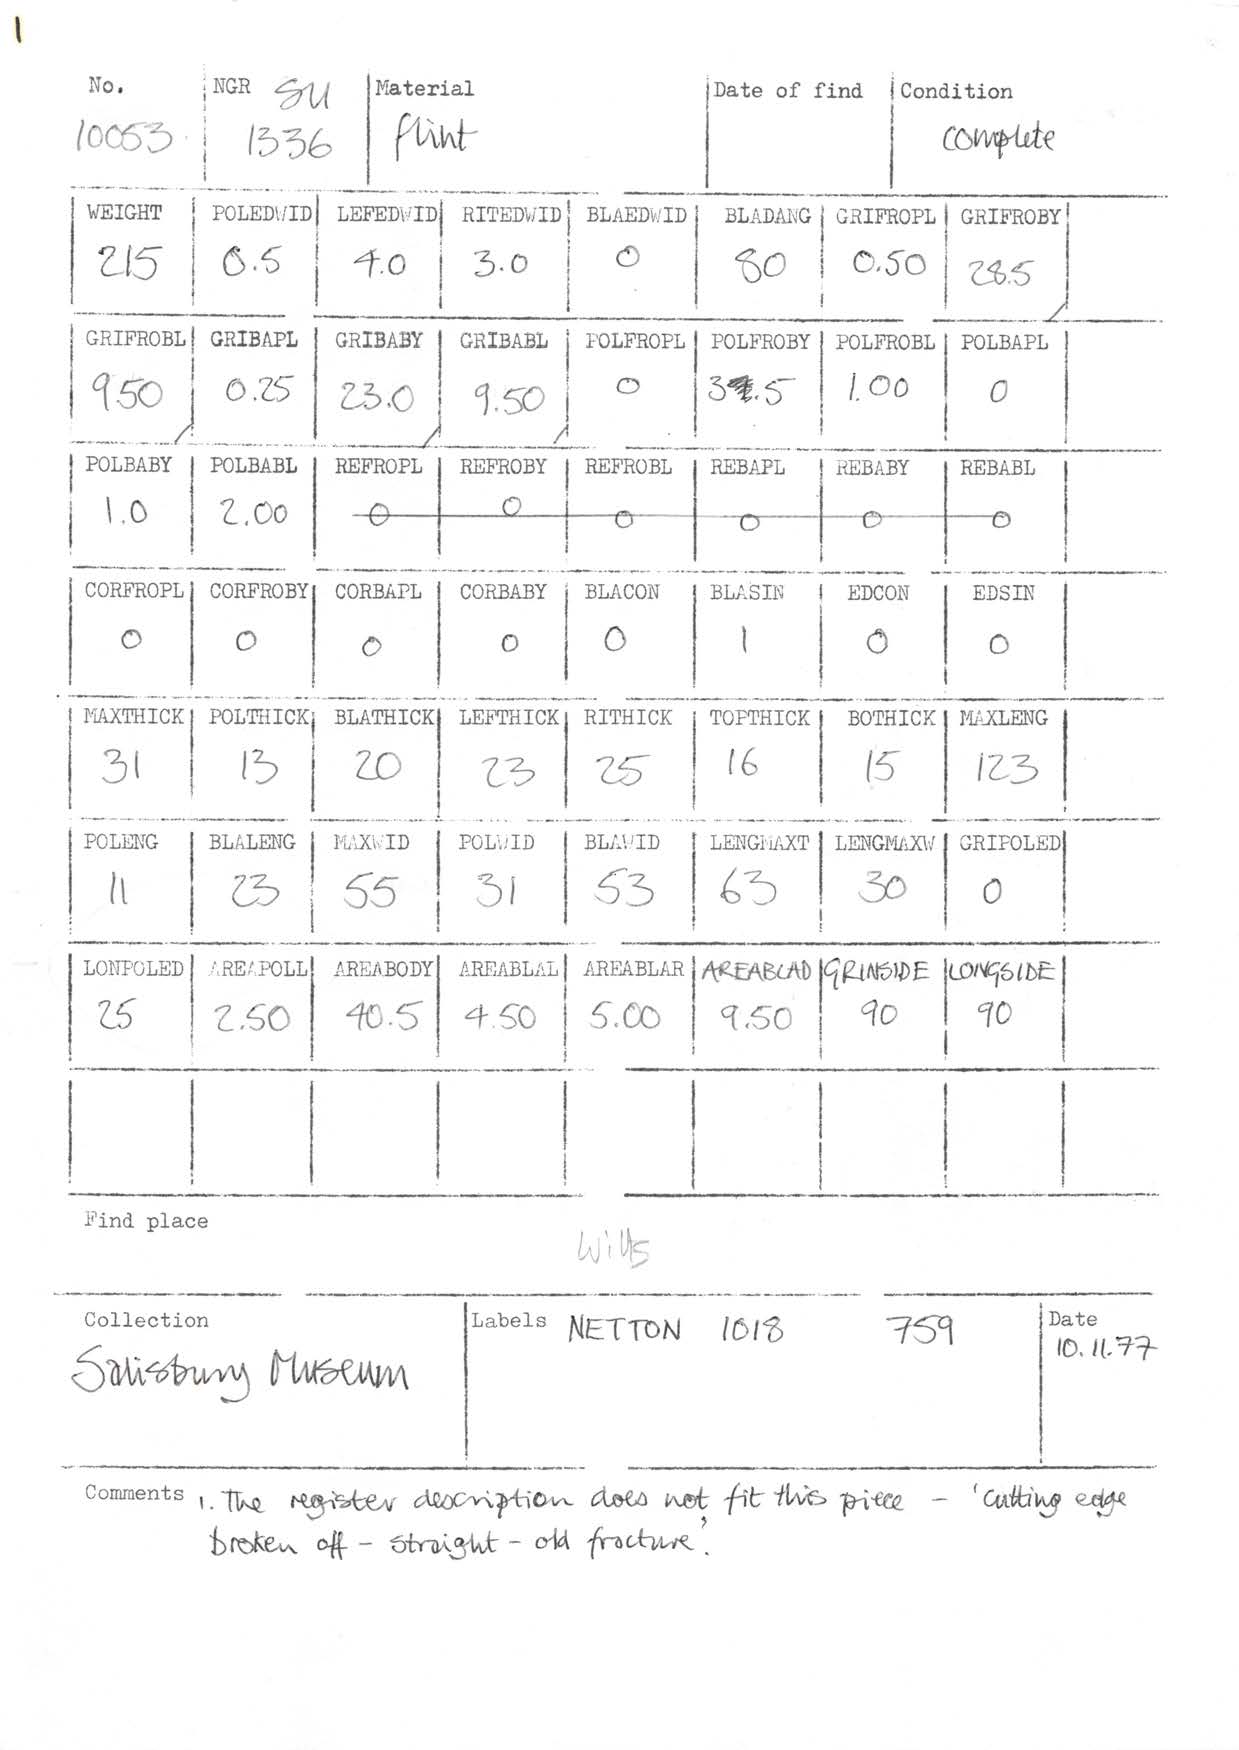 1
No. NGR SU Material Date of find Condition
10053 1336 flint complete
WEIGHT POLEDWID LEFEDWID RITEDWID BLAEDWID BLADANG GRIFROPL GRIFROBY
215 0.5 4.0 3.0 0 80 0.50 28.5
GRIFROBL GRIBAPL GRIBABY GRIBABL POLFROPL POLFROBY POLFROBL POLBAPL
9.50 0.25 23.0 9.50 0 1.00 0
POLBABY POLBABL REFROPL REFROBY REFROBL REBAPL REBABY REBABL
1.0 2.00 0 0 0 0 0 0
CORFROPL CORFROBY CORBAPL CORBABY BLACON BLASIN EDCON EDSIN
0 0 0 0 0 1 0 0
MAXTHICK POLTHICK BLATHICK LEFTHICK RITHICK TOPTHICK BOTHICK MAXLENG
31 13 20 23 25 16 15 123
POLENG BLALENG MAXWID POLWID BLAWID LENGMAXT LENGMAXW GRIPOLED
11 23 55 31 53 63 30 0
LONPOLED AREAPOLL AREABODY AREABLAL AREABLAR AREABLAD GRINSIDE LONGSIDE
25 2.50 40.5 4.50 5.00 9.50 90 90
Find place
Wilts
Collection Labels NETTON 1018 759 Date
Salisbury Museum 10.11.77
Comments 1. The register description does not fit this piece – 'cutting edge
broken off – straight – old fracture'.